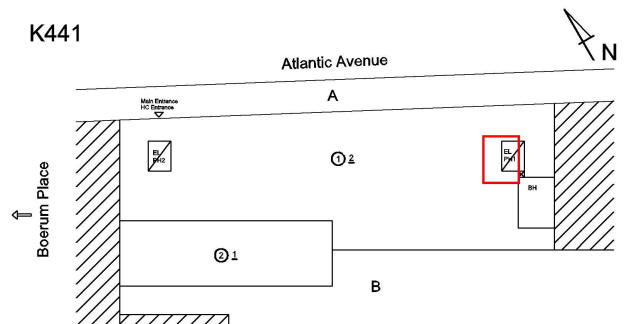 K441
N
Atlantic Avenue
A
Main Entrance
HC Entrance
EL
PH2
1 2
EL
PH1
BH
Boerum Place
2 1
B